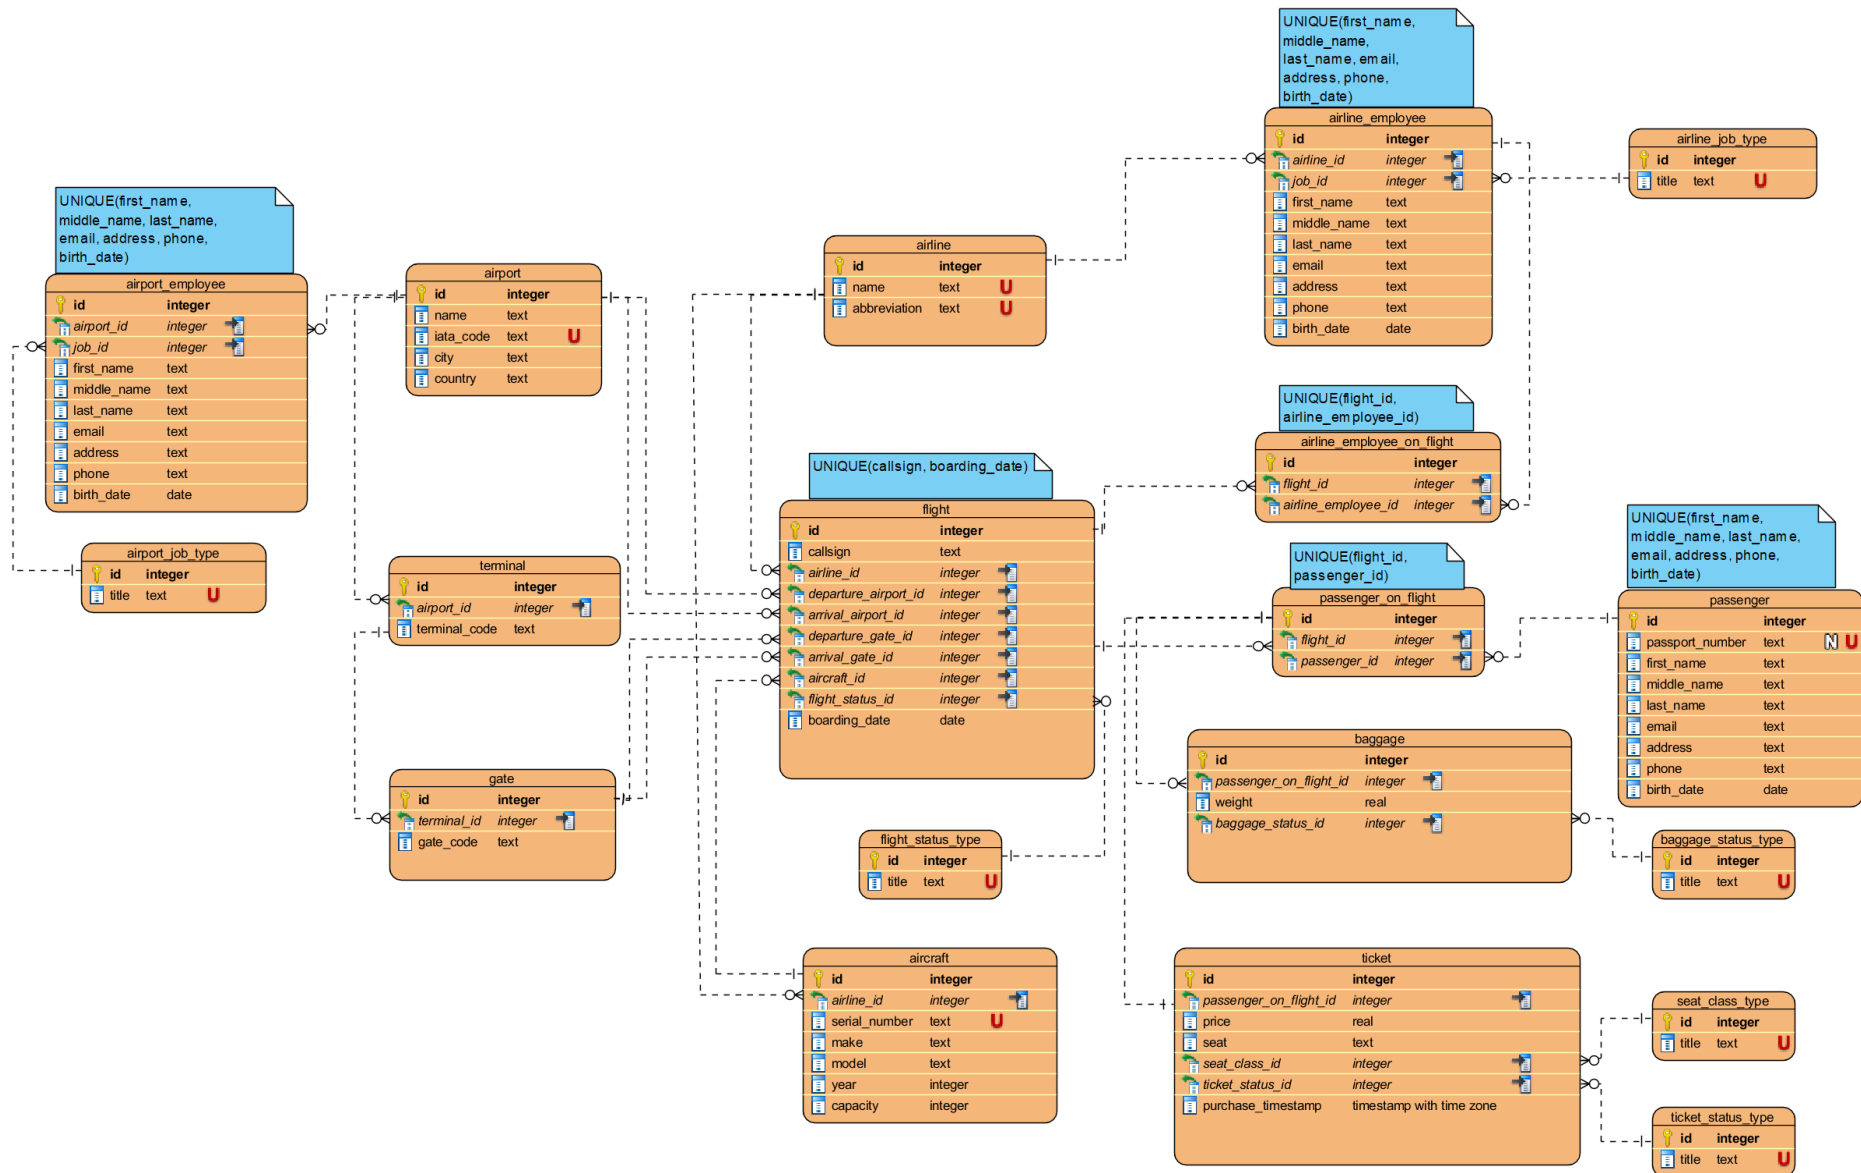 UNIQUE(first_name,
middle_name,
last_name, email,
address, phone,
birth_date)
airline_employee
id integer
airline_id integer
job_id integer
first_name text
middle_name text
last_name text
email text
address text
phone text
birth_date date
airline_job_type
id integer
title text U
UNIQUE(first_name,
middle_name, last_name,
email, address, phone,
birth_date)
airport_employee
id integer
airport_id integer
job_id integer
first_name text
middle_name text
last_name text
email text
address text
phone text
birth_date date
airport
id integer
name text
iata_code text U
city text
country text
airline
id integer
name text U
abbreviation text U
UNIQUE(flight_id,
airline_employee_id)
airline_employee_on_flight
id integer
flight_id integer
airline_employee_id integer
UNIQUE(callsign, boarding_date)
flight
id integer
callsign text
airline_id integer
departure_airport_id integer
arrival_airport_id integer
departure_gate_id integer
arrival_gate_id integer
aircraft_id integer
flight_status_id integer
boarding_date date
airport_job_type
id integer
title text U
terminal
id integer
airport_id integer
terminal_code text
UNIQUE(flight_id,
passenger_id)
passenger_on_flight
id integer
flight_id integer
passenger_id integer
UNIQUE(first_name,
middle_name, last_name,
email, address, phone,
birth_date)
passenger
id integer
passport_number text N U
first_name text
middle_name text
last_name text
email text
address text
phone text
birth_date date
gate
id integer
terminal_id integer
gate_code text
baggage
id integer
passenger_on_flight_id integer
weight real
baggage_status_id integer
flight_status_type
id integer
title text U
baggage_status_type
id integer
title text U
aircraft
id integer
airline_id integer
serial_number text U
make text
model text
year integer
capacity integer
ticket
id integer
passenger_on_flight_id integer
price real
seat text
seat_class_id integer
ticket_status_id integer
purchase_timestamp timestamp with time zone
seat_class_type
id integer
title text U
ticket_status_type
id integer
title text U